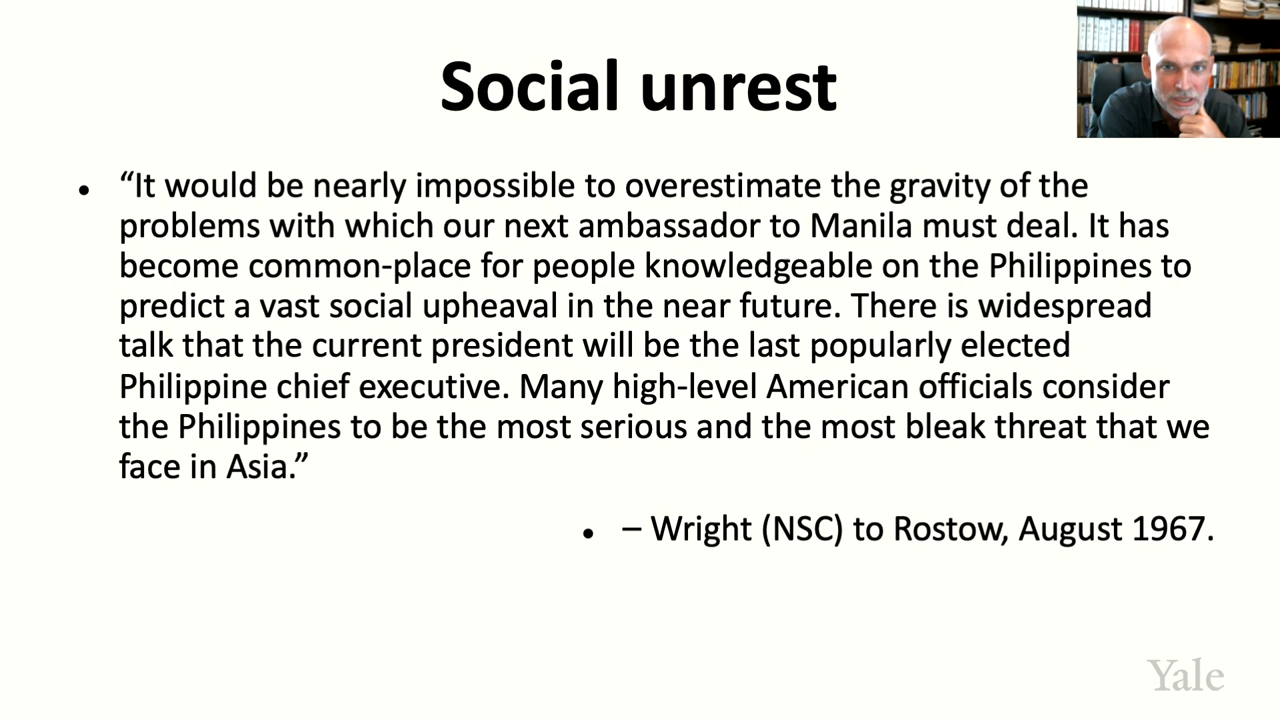 Social unrest
• “It would be nearly impossible to overestimate the gravity of the
problems with which our next ambassador to Manila must deal. It has
become common-place for people knowledgeable on the Philippines to
predict a vast social upheaval in the near future. There is widespread
talk that the current president will be the last popularly elected
Philippine chief executive. Many high-level American officials consider
the Philippines to be the most serious and the most bleak threat that we
face in Asia.”
• – Wright (NSC) to Rostow, August 1967.
Yale